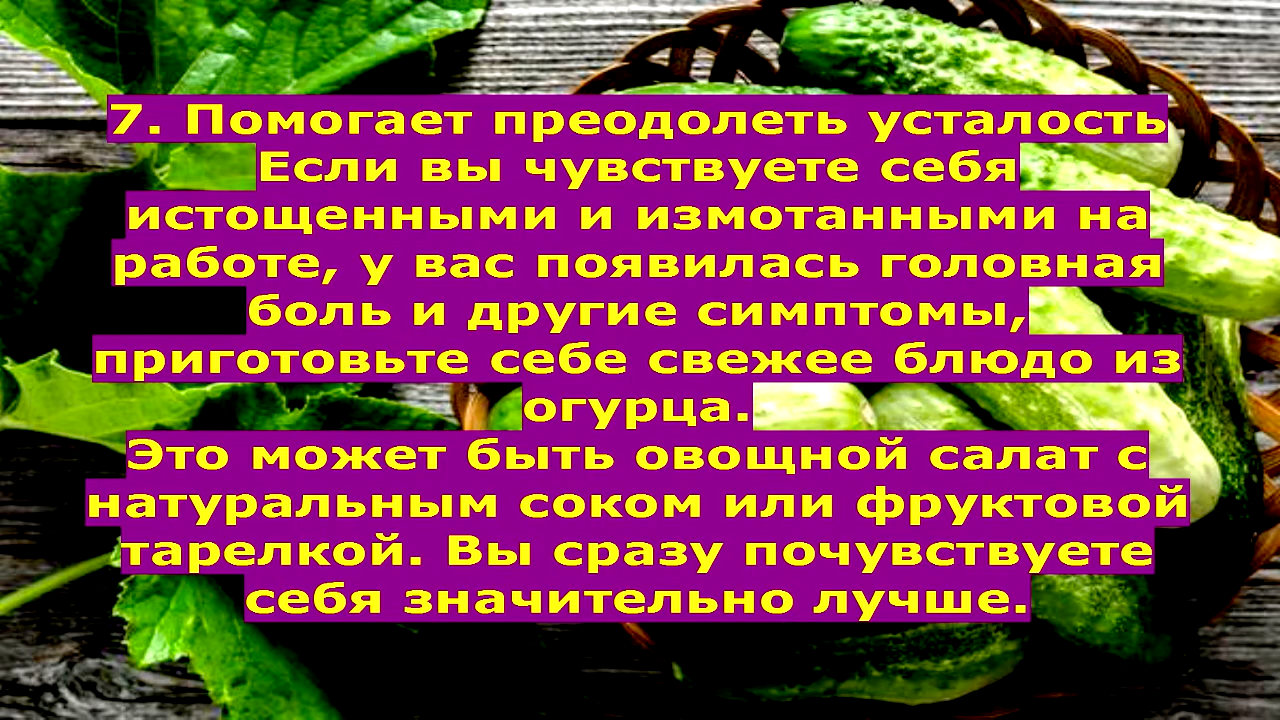 7. Помогает преодолеть усталость
Если вы чувствуете себя
истощенными и измотанными на
работе, у вас появилась головная
боль и другие симптомы,
приготовьте себе свежее блюдо из
огурца.
Это может быть овощной салат с
натуральным соком или фруктовой
тарелкой. Вы сразу почувствуете
себя значительно лучше.